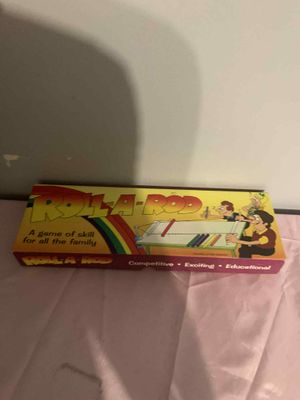 ROLL-A-ROD
A game of skill
for all the family
ROLL-A-ROD
Competitive • Exciting • Educational